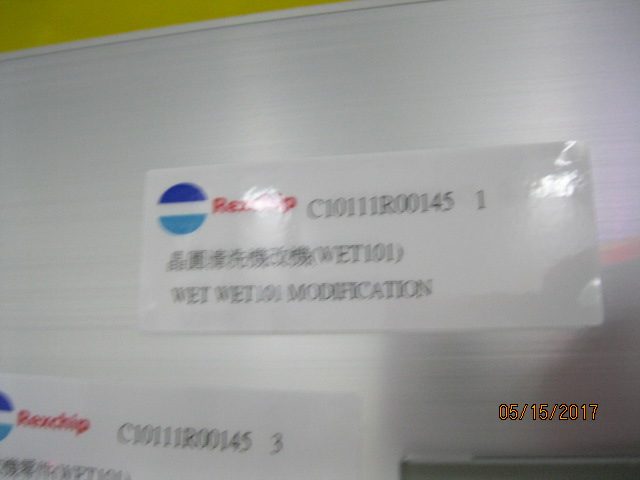 Rexchip C10111R00145 1
晶圓清洗機改機(WET101)
WET WET101 MODIFICATION
Rexchip C10111R00145 3
(WET101)
05/15/2017